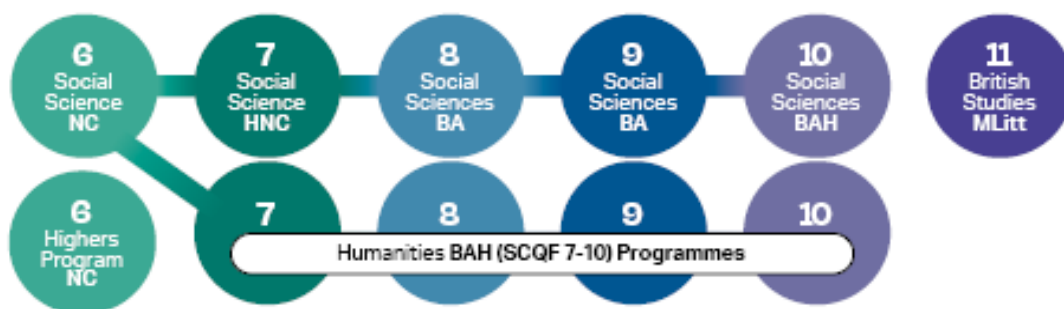 6
Social
Science
NC
7
Social
Science
HNC
8
Social
Sciences
BA
9
Social
Sciences
BA
10
Social
Sciences
BAH
11
British
Studies
MLitt
6
Highers
Program
NC
7
8
9
10
Humanities BAH (SCQF 7-10) Programmes